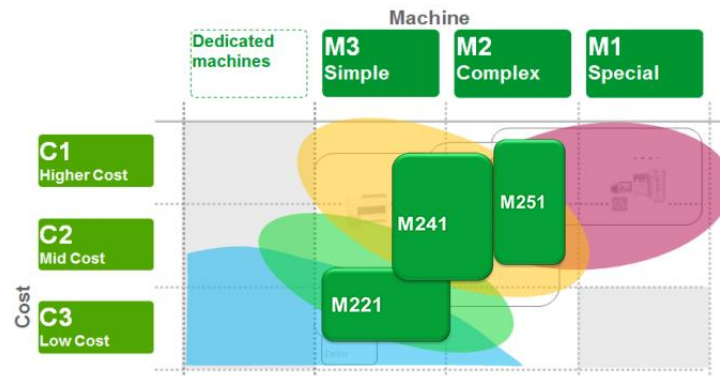 Machine
Dedicated
machines
M3
Simple
M2
Complex
M1
Special
C1
Higher Cost
C2
Mid Cost
C3
Low Cost
Cost
M241
M251
M221
Zelio